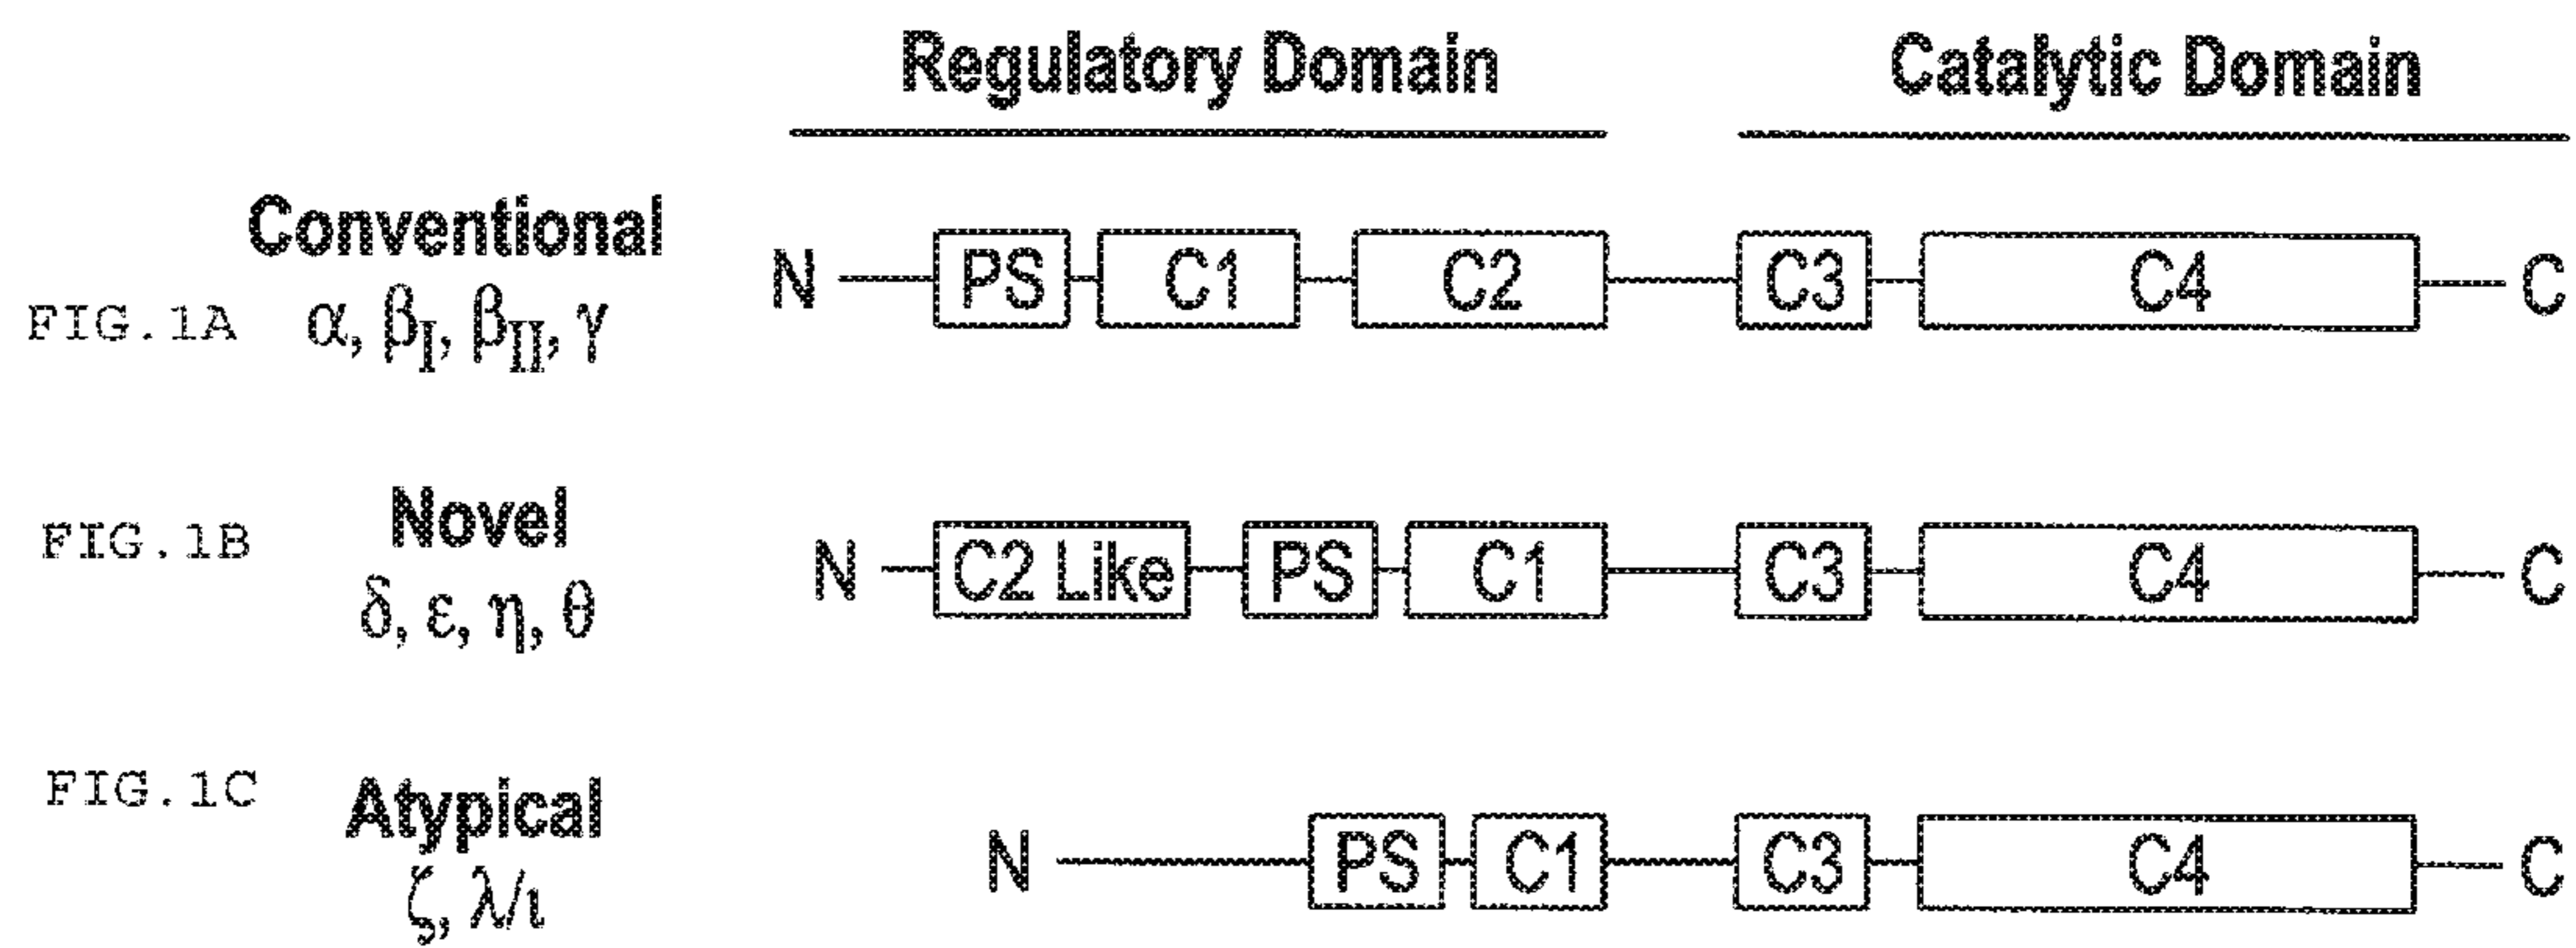 Regulatory Domain Catalytic Domain
Conventional
FIG.1A α, βI, βII, γ
N PS C1 C2 C3 C4 C
FIG.1B Novel
δ, ε, η, θ
N C2 Like PS C1 C3 C4 C
FIG.1C Atypical
ζ, λ/ι
N PS C1 C3 C4 C